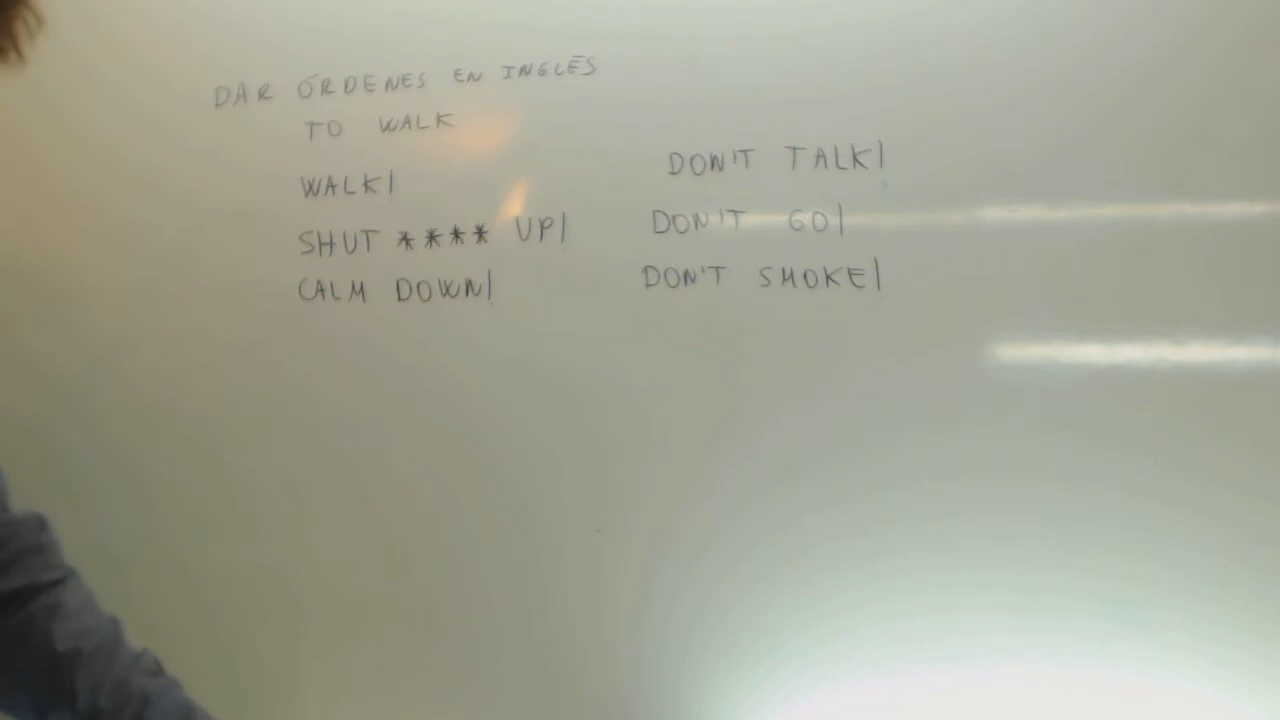 DAR ÓRDENES EN INGLÉS
TO WALK
WALK!
SHUT **** UP!
CALM DOWN!
DON'T TALK!
DON'T GO!
DON'T SMOKE!